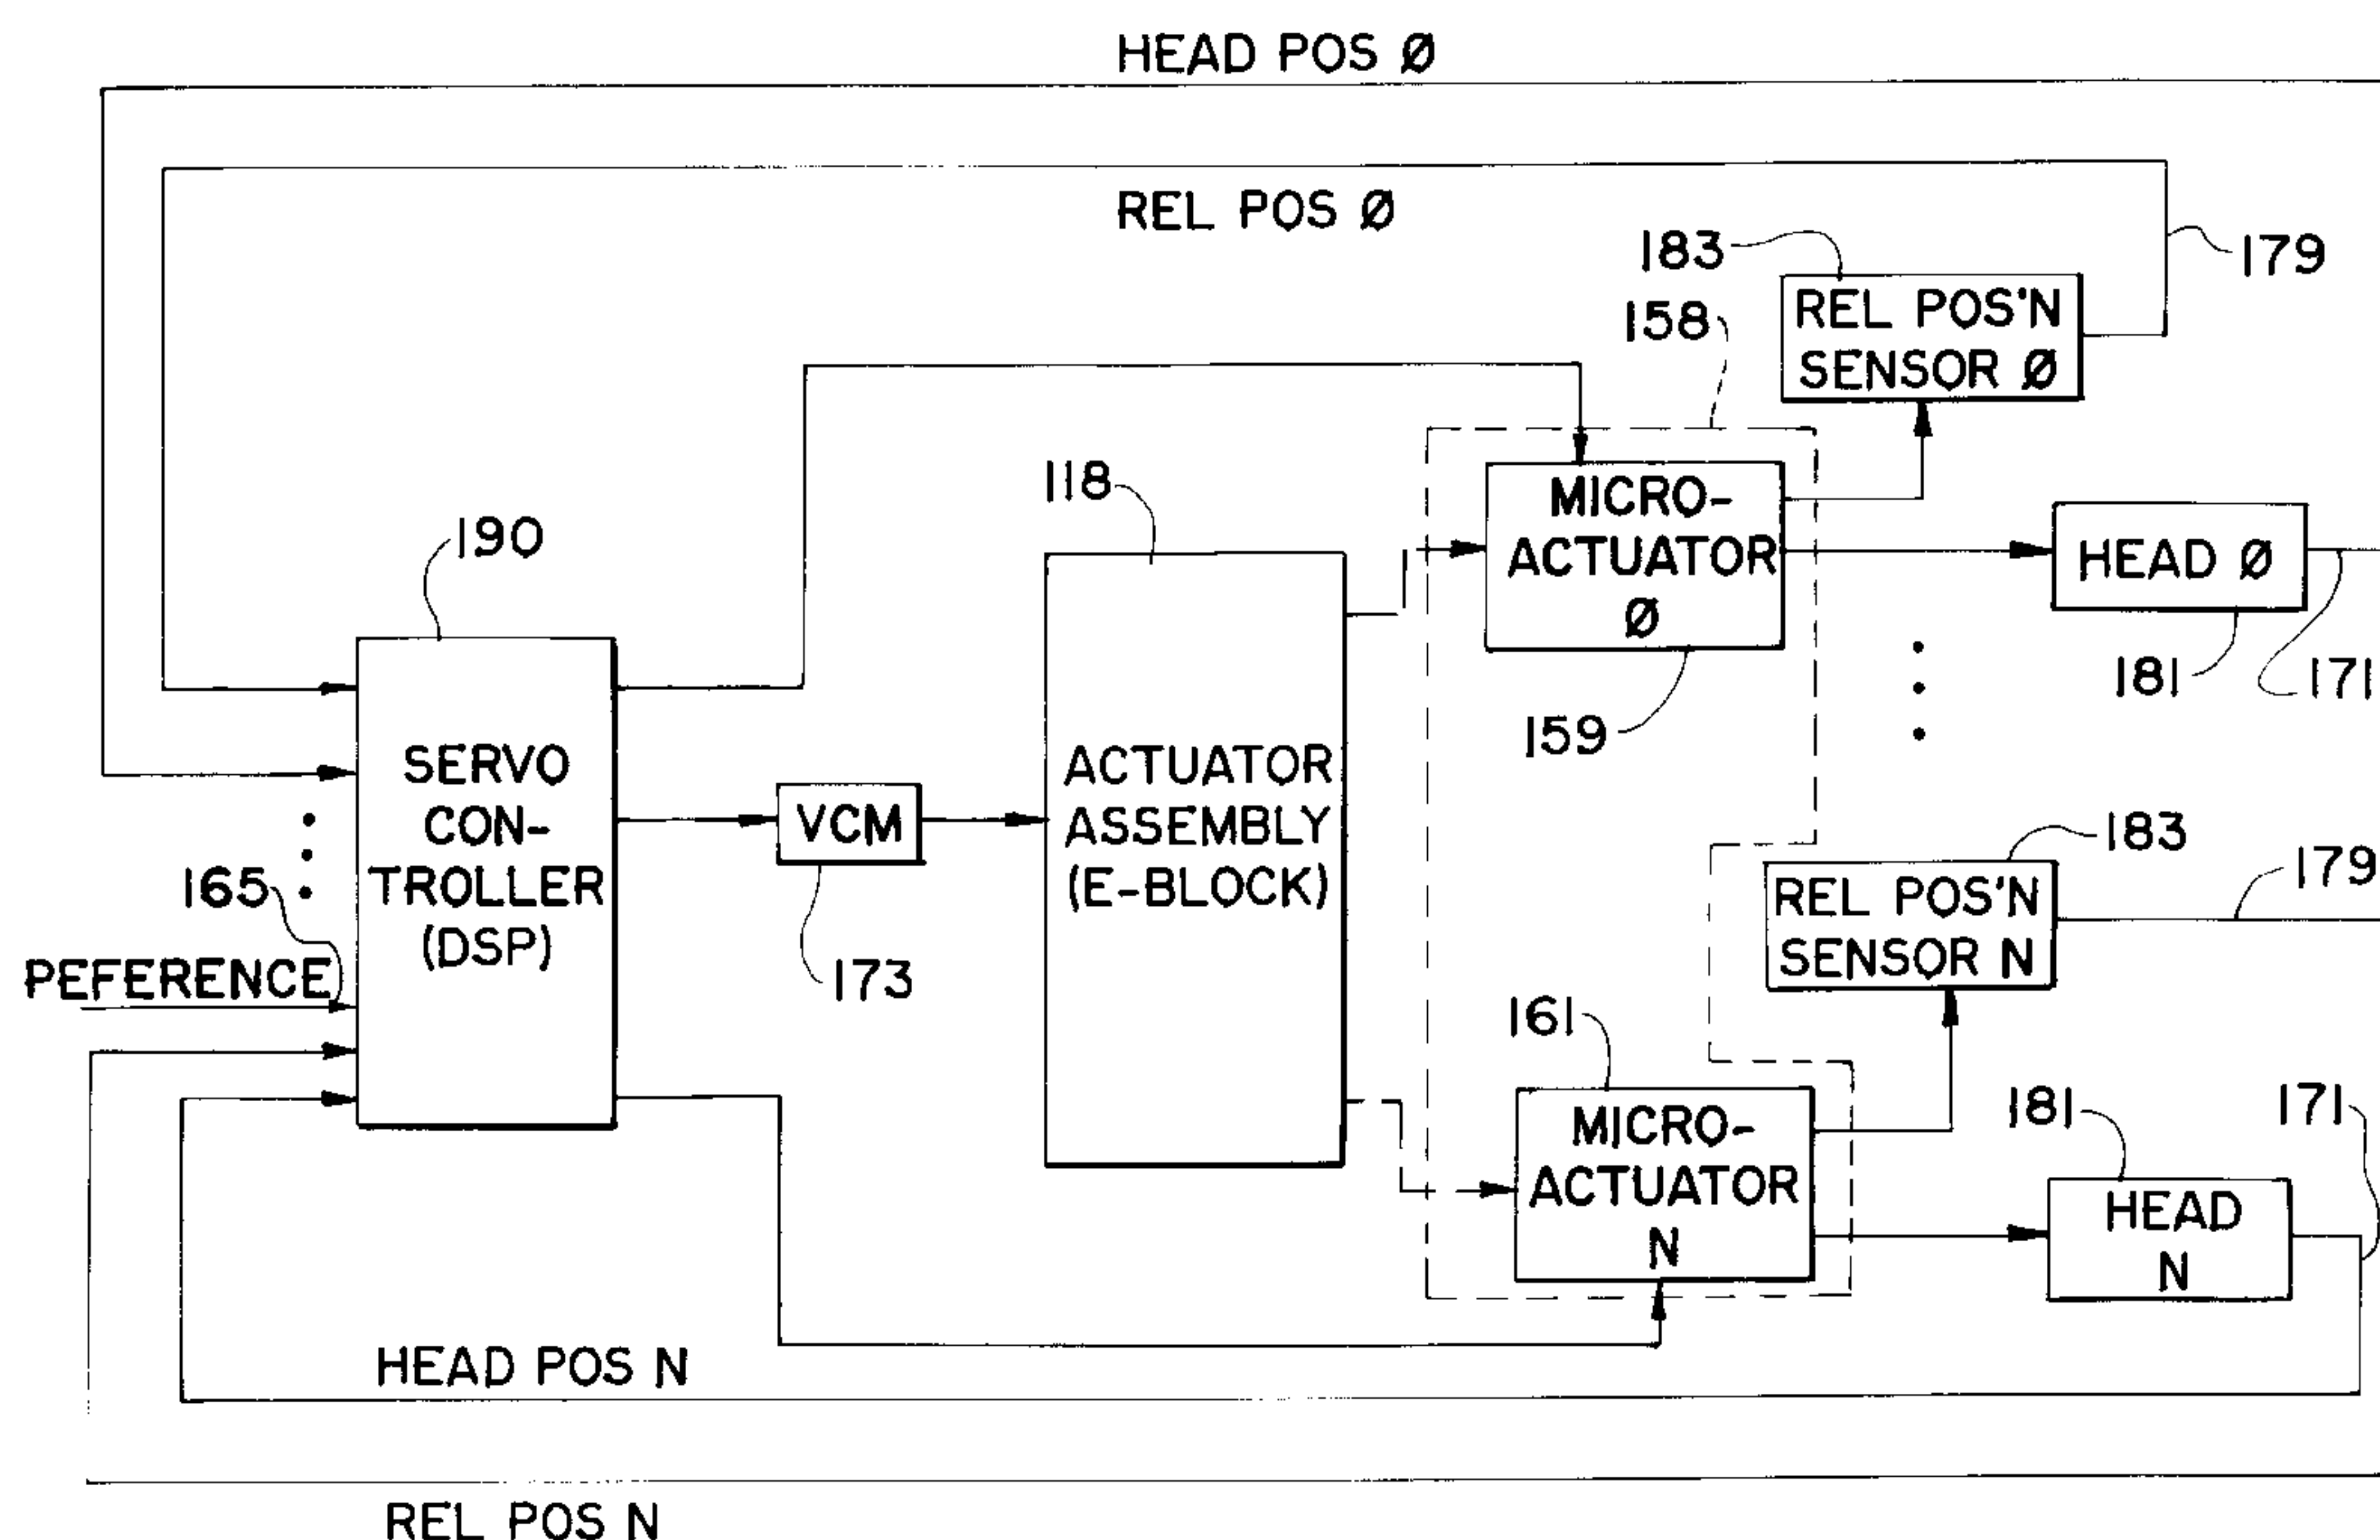 HEAD POS Ø
REL POS Ø
183
179
158
REL POS'N
SENSOR Ø
118
MICRO-
ACTUATOR
Ø
190
HEAD Ø
181
171
159
SERVO
CON-
TROLLER
(DSP)
VCM
ACTUATOR
ASSEMBLY
(E-BLOCK)
183
179
165
PEFERENCE
173
REL POS'N
SENSOR N
161
MICRO-
ACTUATOR
N
181
171
HEAD
N
HEAD POS N
REL POS N